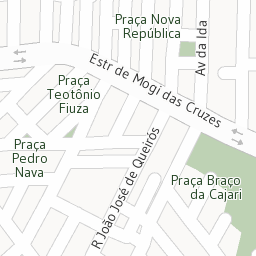 Praça Nova
República
Av da Ida
Estr de Mogi das Cruzes
Praça
Teotônio
Fiuza
Praça
Pedro
Nava
R João José de Queirós
Praça Braço
da Cajari